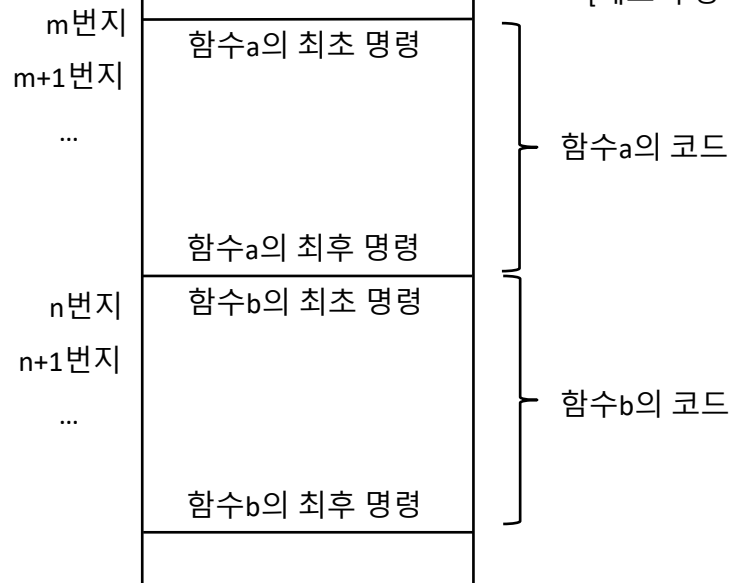 m번지
함수a의 최초 명령
m+1번지
...
함수a의 코드
함수a의 최후 명령
n번지
함수b의 최초 명령
n+1번지
...
함수b의 코드
함수b의 최후 명령